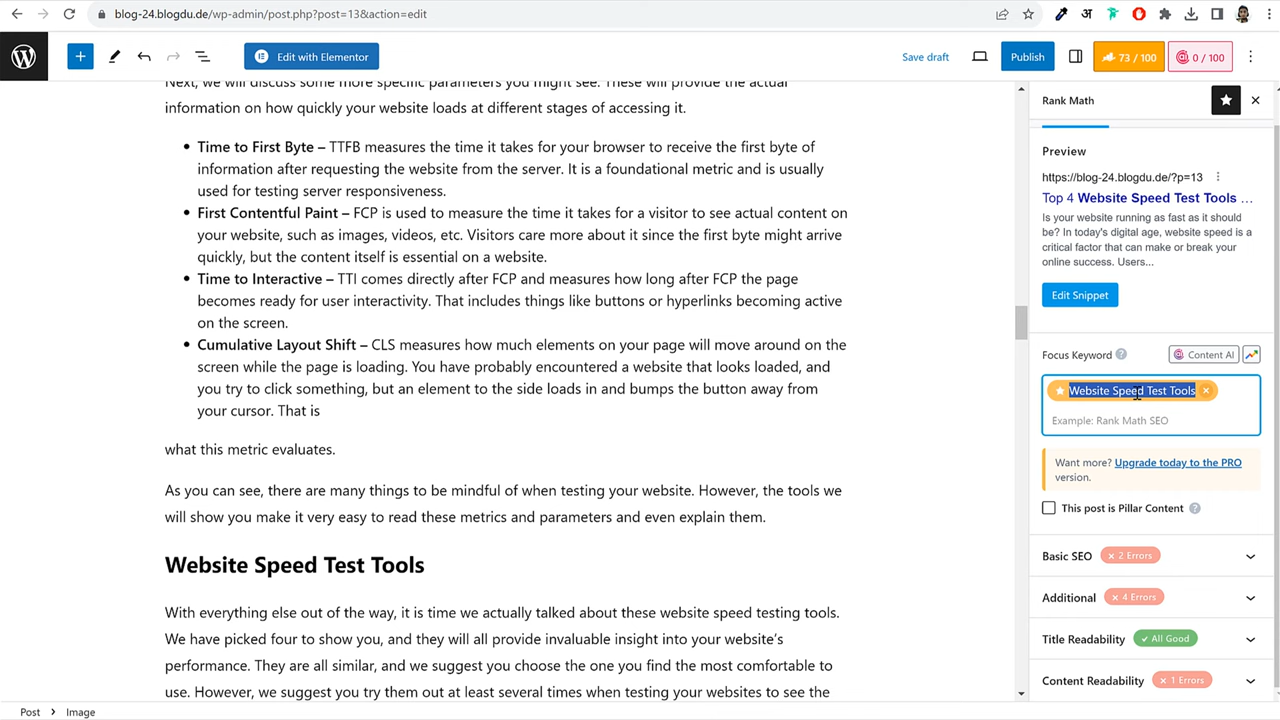 blog-24.blogdu.de/wp-admin/post.php?post=13&action=edit
अ
Edit with Elementor
Save draft
Publish
73 / 100
0 / 100
Next, we will discuss some more specific parameters you might see. These will provide the actual
information on how quickly your website loads at different stages of accessing it.
Time to First Byte – TTFB measures the time it takes for your browser to receive the first byte of
information after requesting the website from the server. It is a foundational metric and is usually
used for testing server responsiveness.
First Contentful Paint – FCP is used to measure the time it takes for a visitor to see actual content on
your website, such as images, videos, etc. Visitors care more about it since the first byte might arrive
quickly, but the content itself is essential on a website.
Time to Interactive – TTI comes directly after FCP and measures how long after FCP the page
becomes ready for user interactivity. That includes things like buttons or hyperlinks becoming active
on the screen.
Cumulative Layout Shift – CLS measures how much elements on your page will move around on the
screen while the page is loading. You have probably encountered a website that looks loaded, and
you try to click something, but an element to the side loads in and bumps the button away from
your cursor. That is
what this metric evaluates.
As you can see, there are many things to be mindful of when testing your website. However, the tools we
will show you make it very easy to read these metrics and parameters and even explain them.
Website Speed Test Tools
With everything else out of the way, it is time we actually talked about these website speed testing tools.
We have picked four to show you, and they will all provide invaluable insight into your website's
performance. They are all similar, and we suggest you choose the one you find the most comfortable to
use. However, we suggest you try them out at least several times when testing your websites to see the
Post
Image
Rank Math
Preview
https://blog-24.blogdu.de/?p=13
Top 4 Website Speed Test Tools ...
Is your website running as fast as it should
be? In today's digital age, website speed is a
critical factor that can make or break your
online success. Users...
Edit Snippet
Focus Keyword
Content AI
Website Speed Test Tools
Example: Rank Math SEO
Want more? Upgrade today to the PRO
version.
This post is Pillar Content
Basic SEO
2 Errors
Additional
4 Errors
Title Readability
All Good
Content Readability
1 Errors